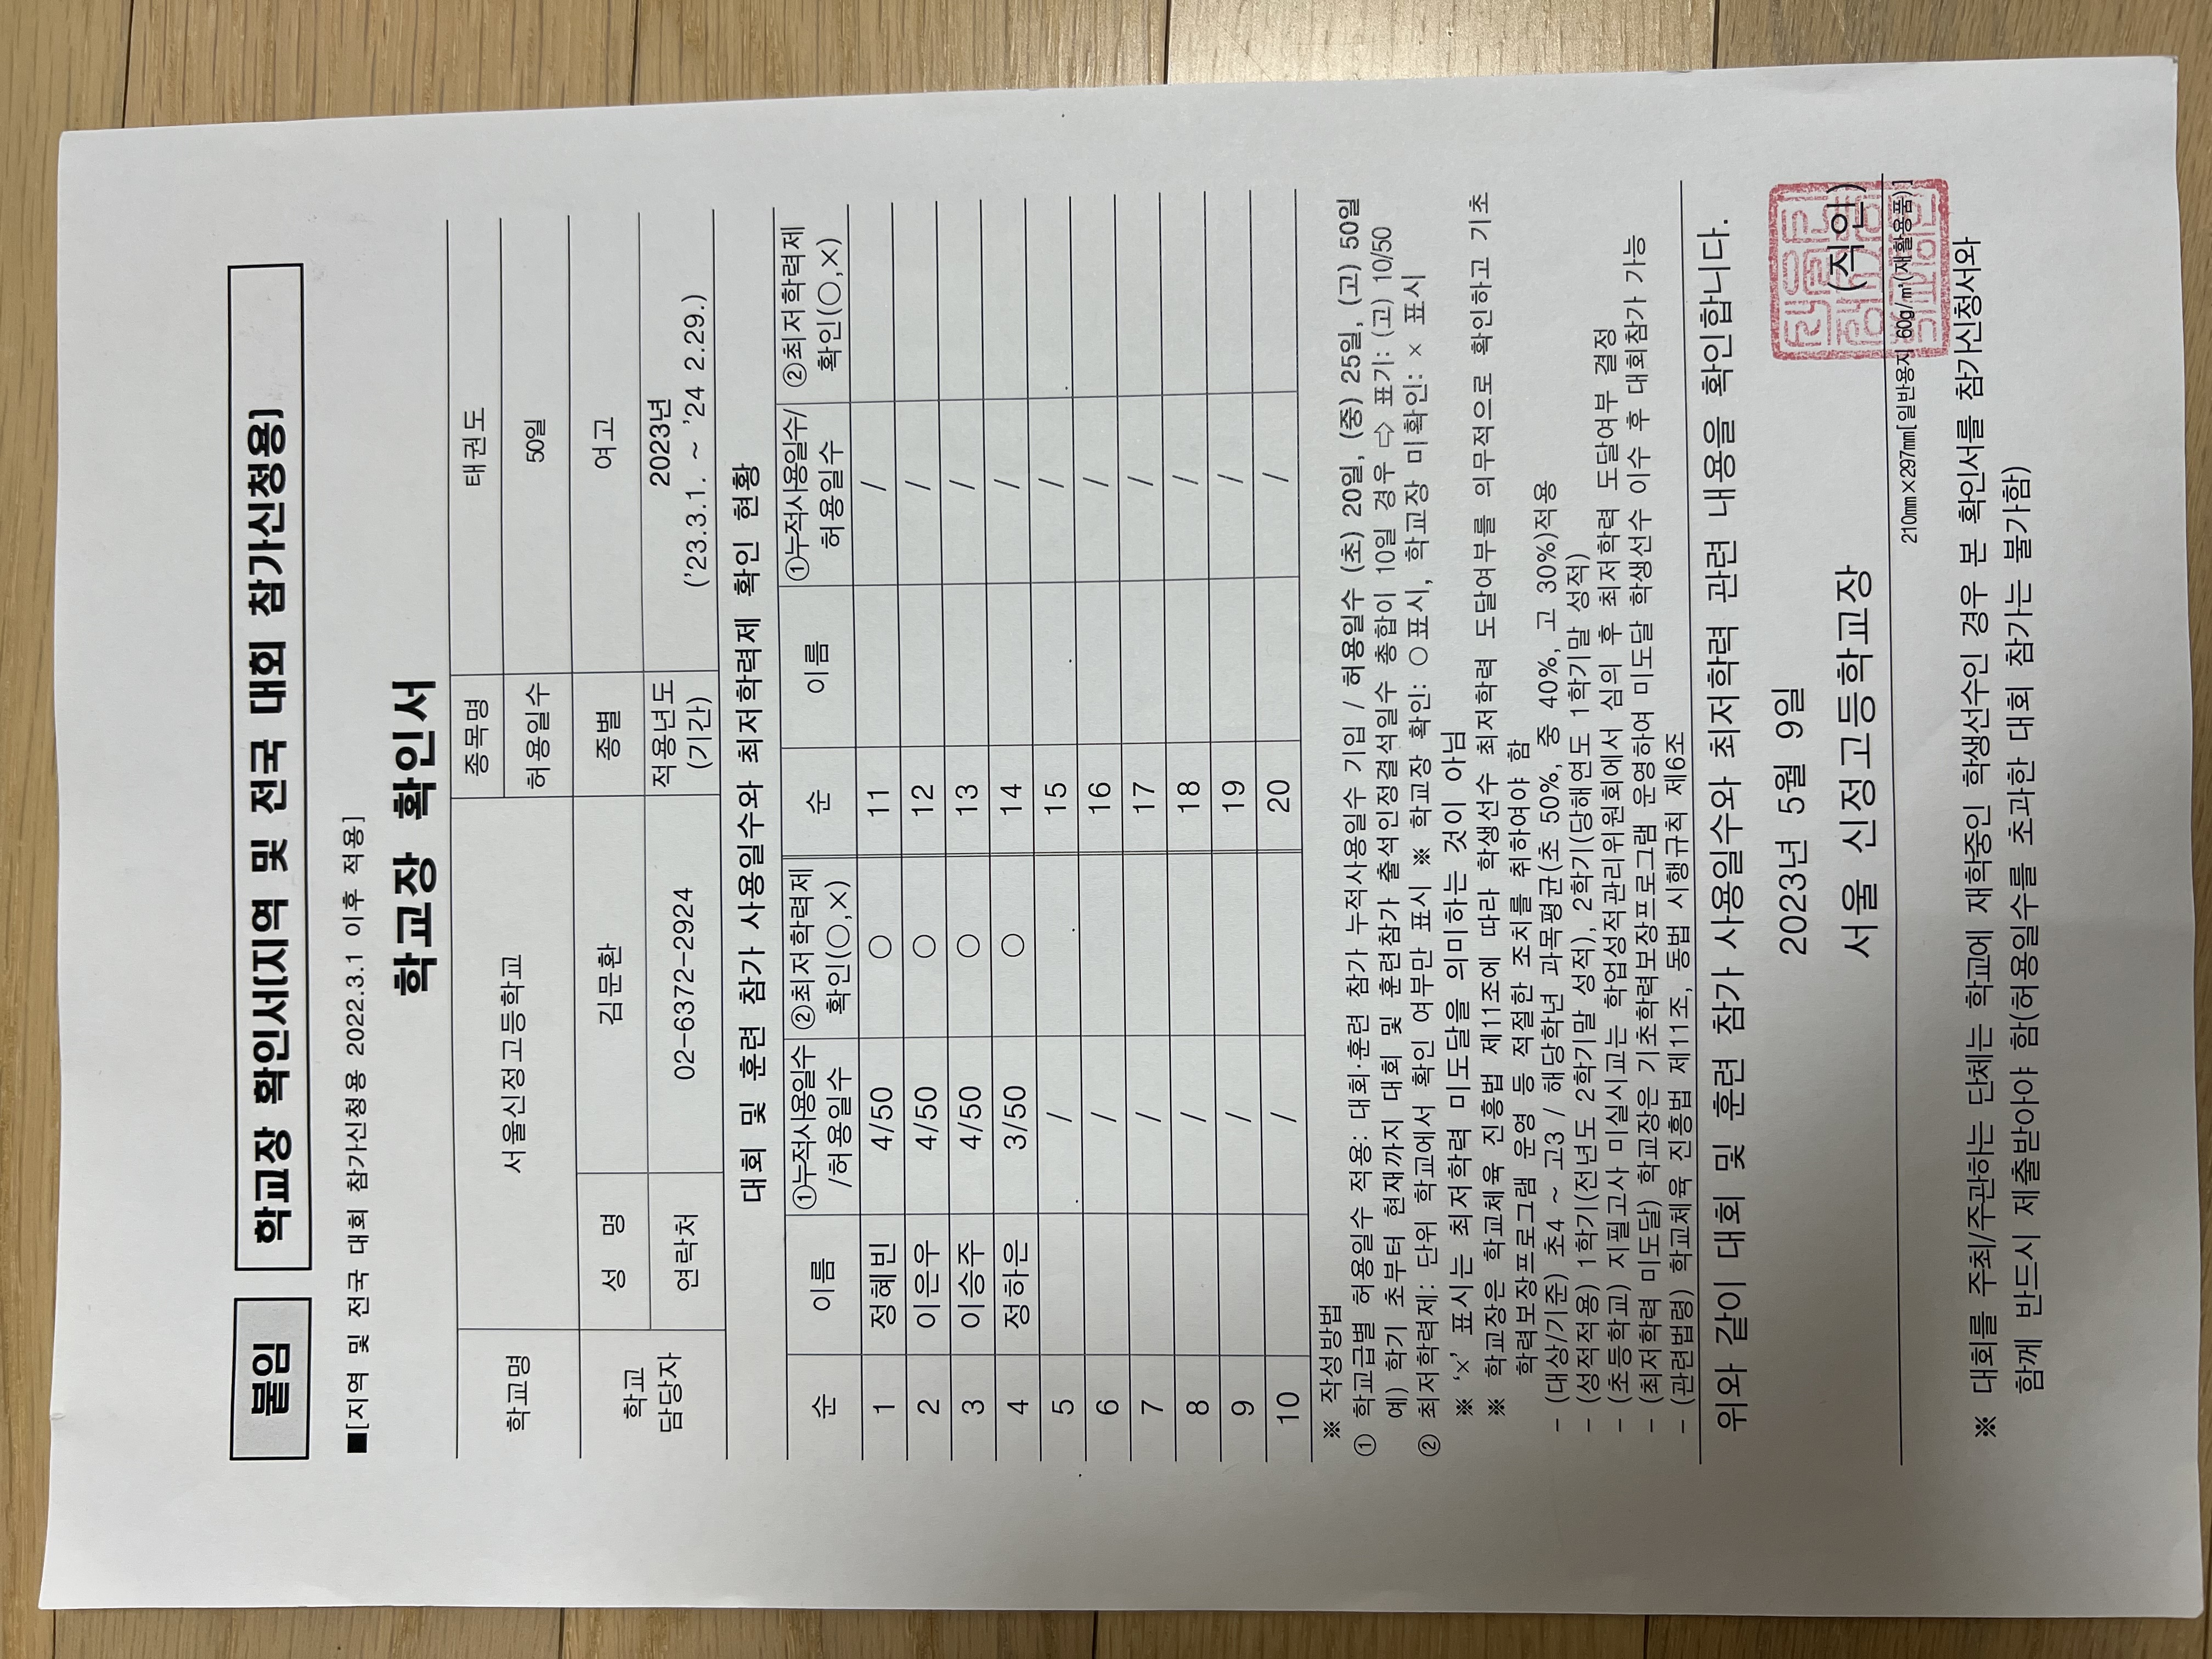 붙임
학교장 확인서(지역 및 전국 대회 참가신청용)
■[지역 및 전국 대회 참가신청용 2022.3.1 이후 적용]
학교장 확인서
학교명 서울신정고등학교 종목명 태권도
허용일수 50일
학교 담당자 성 명 김문환 종별 여고
연락처 02-6372-2924 적용년도 (기간) 2023년 ('23.3.1. ~ '24 2.29.)
대회 및 훈련 참가 사용일수와 최저학력제 확인 현황
순 이름 ①누적사용일수/허용일수 ②최저학력제 확인(○,×) 순 이름 ①누적사용일수/허용일수 ②최저학력제 확인(○,×)
1 정혜빈 4/50 ○ 11 /
2 이은우 4/50 ○ 12 /
3 이승주 4/50 ○ 13 /
4 정하은 3/50 ○ 14 /
5 / 15 /
6 / 16 /
7 / 17 /
8 / 18 /
9 / 19 /
10 / 20 /
※ 작성방법
① 학교급별 허용일수 적용: 대회·훈련 참가 누적사용일수 기입 / 허용일수 (초) 20일, (중) 25일, (고) 50일
예) 학기 초부터 현재까지 대회 및 훈련참가 출석인정결석일수 총합이 10일 경우 ⇨ 표기: (고) 10/50
② 최저학력제: 단위 학교에서 확인 여부만 표시 ※ 학교장 확인: ○표시, 학교장 미확인: × 표시
※ '×' 표시는 최저학력 미도달을 의미하는 것이 아님
※ 학교장은 학교체육 진흥법 제11조에 따라 학생선수 최저학력 도달여부를 의무적으로 확인하고 기초
학력보장프로그램 운영 등 적절한 조치를 취하여야 함
- (대상/기준) 초4 ~ 고3 / 해당학년 과목평균(초 50%, 중 40%, 고 30%)적용
- (성적적용) 1학기(전년도 2학기말 성적), 2학기(당해연도 1학기말 성적)
- (초등학교) 지필고사 미실시교는 학업성적관리위원회에서 심의 후 최저학력 도달여부 결정
- (최저학력 미도달) 학교장은 기초학력보장프로그램 운영하여 미도달 학생선수 이수 후 대회참가 가능
- (관련법령) 학교체육 진흥법 제11조, 동법 시행규칙 제6조
위와 같이 대회 및 훈련 참가 사용일수와 최저학력 관련 내용을 확인합니다.
2023년 5월 9일
서울 신정고등학교장 (직인)
210mm×297mm[일반용지 60g/㎡(재활용품)]
※ 대회를 주최/주관하는 단체는 학교에 재학중인 학생선수인 경우 본 확인서를 참가신청서와
함께 반드시 제출받아야 함(허용일수를 초과한 대회 참가는 불가함)